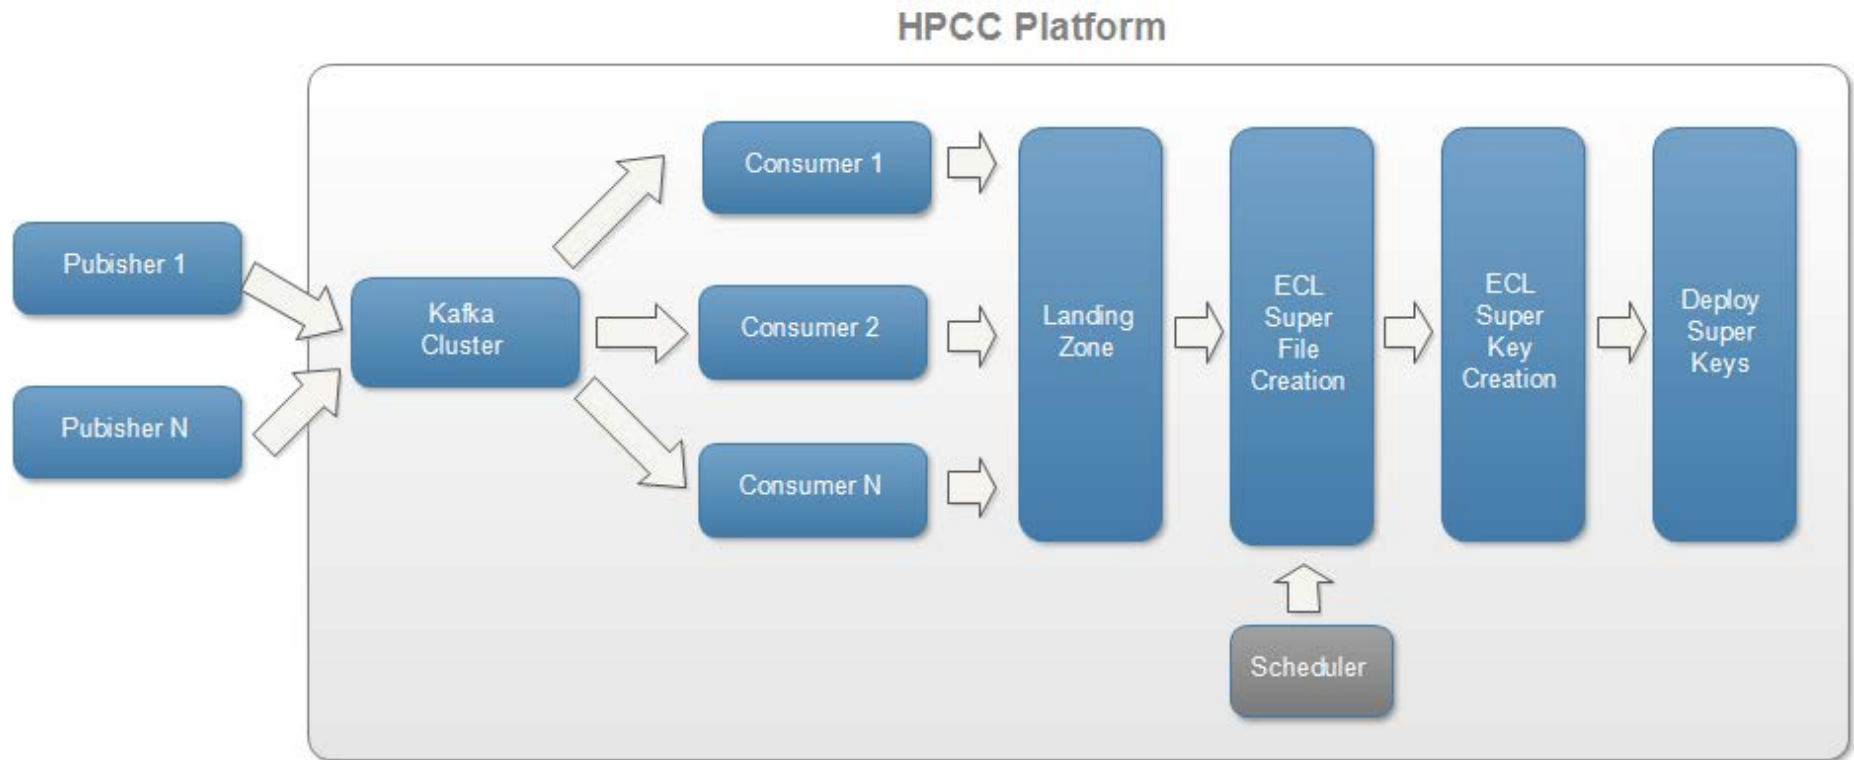 HPCC Platform
Pubisher 1
Pubisher N
Kafka
Cluster
Consumer 1
Consumer 2
Consumer N
Landing
Zone
ECL
Super
File
Creation
ECL
Super
Key
Creation
Deploy
Super
Keys
Scheduler